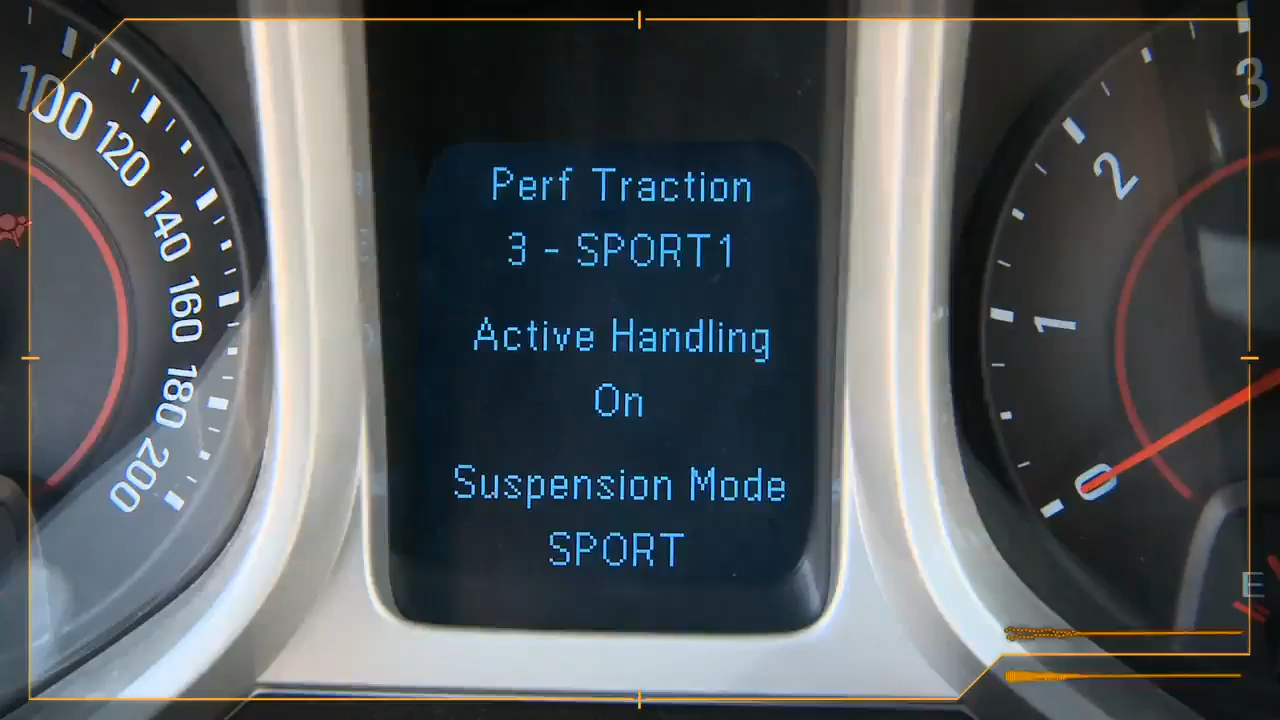 Perf Traction
3 - SPORT1
Active Handling
On
Suspension Mode
SPORT
100
120
140
160
180
200
3
2
1
0
E